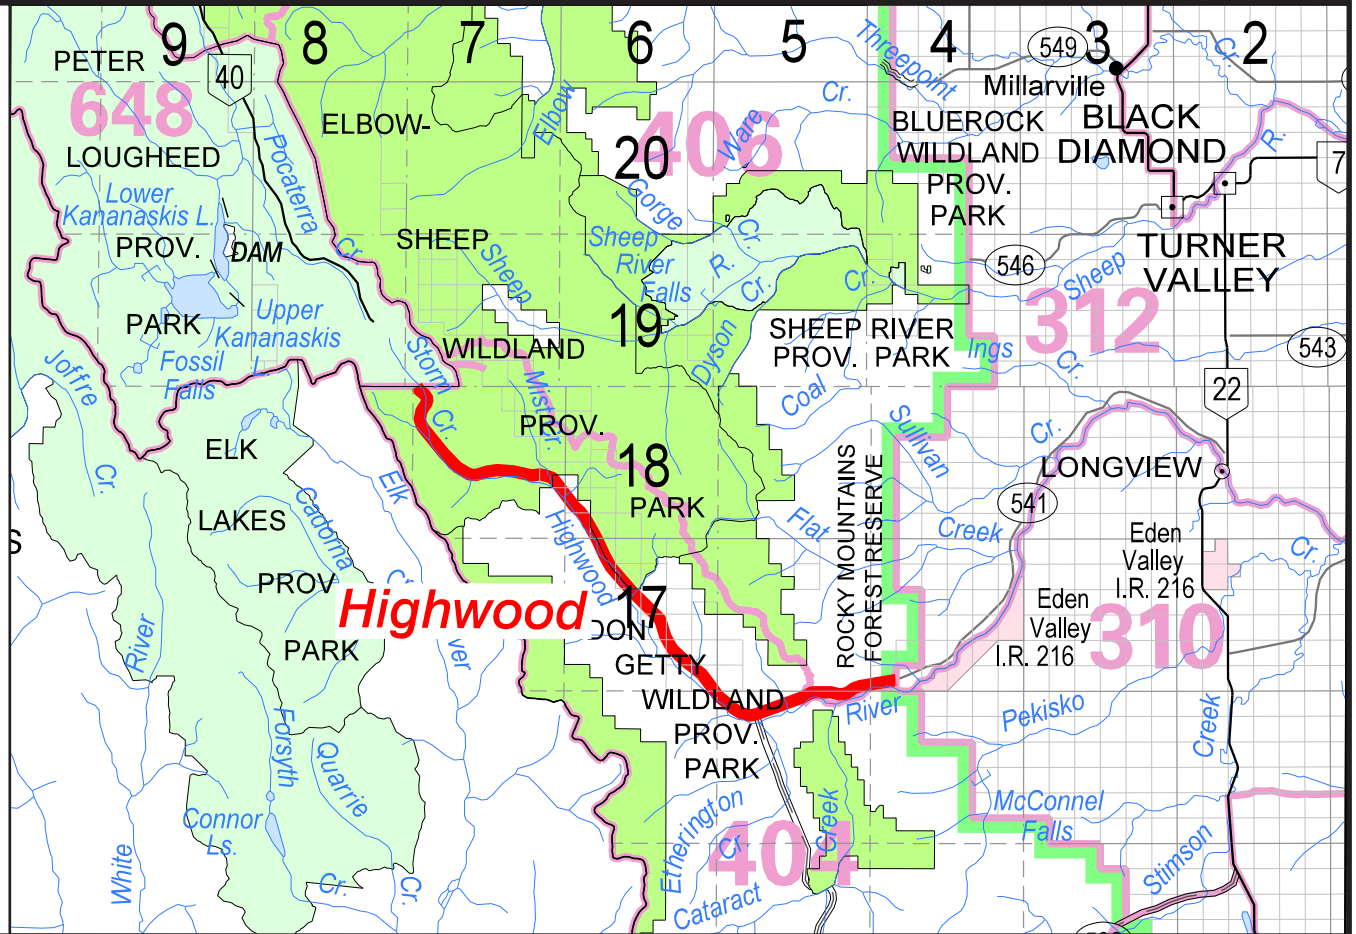 9
8
7
6
5
4
3
2
PETER
40
648
LOUGHEED
Lower
Kananaskis L.
PROV.
DAM
PARK
Upper
Kananaskis
L.
Fossil
Falls
Pocaterra
Cr.
ELBOW-
SHEEP
WILDLAND
PROV.
PARK
Elbow
20
406
Ware
Cr.
Threepoint
549
Millarville
Cr.
BLUEROCK
WILDLAND
PROV.
PARK
BLACK
DIAMOND
R.
7
Gorge
Cr.
Sheep
River
Falls
R.
Cr.
Cr.
Sheep
TURNER
VALLEY
546
Sheep
312
19
SHEEP RIVER
PROV. PARK
Ings
Cr.
543
22
Dyson
Coal
Storm
Cr.
Mist
Cr.
Joffre
Cr.
ELK
LAKES
PROV
PARK
Elk
Cadorna
Cr.
River
18
Sullivan
Creek
Flat
ROCKY MOUNTAINS
FOREST RESERVE
Cr.
LONGVIEW
541
Eden
Valley
I.R. 216
Eden
Valley
I.R. 216
310
Cr.
S
Highwood
Highwood
17
DON
GETTY
WILDLAND
PROV.
PARK
River
Pekisko
Creek
River
Forsyth
Quarrie
Connor
Ls.
White
Cr.
Cr.
Etherington
Cr.
404
Creek
Cataract
McConnel
Falls
Stimson